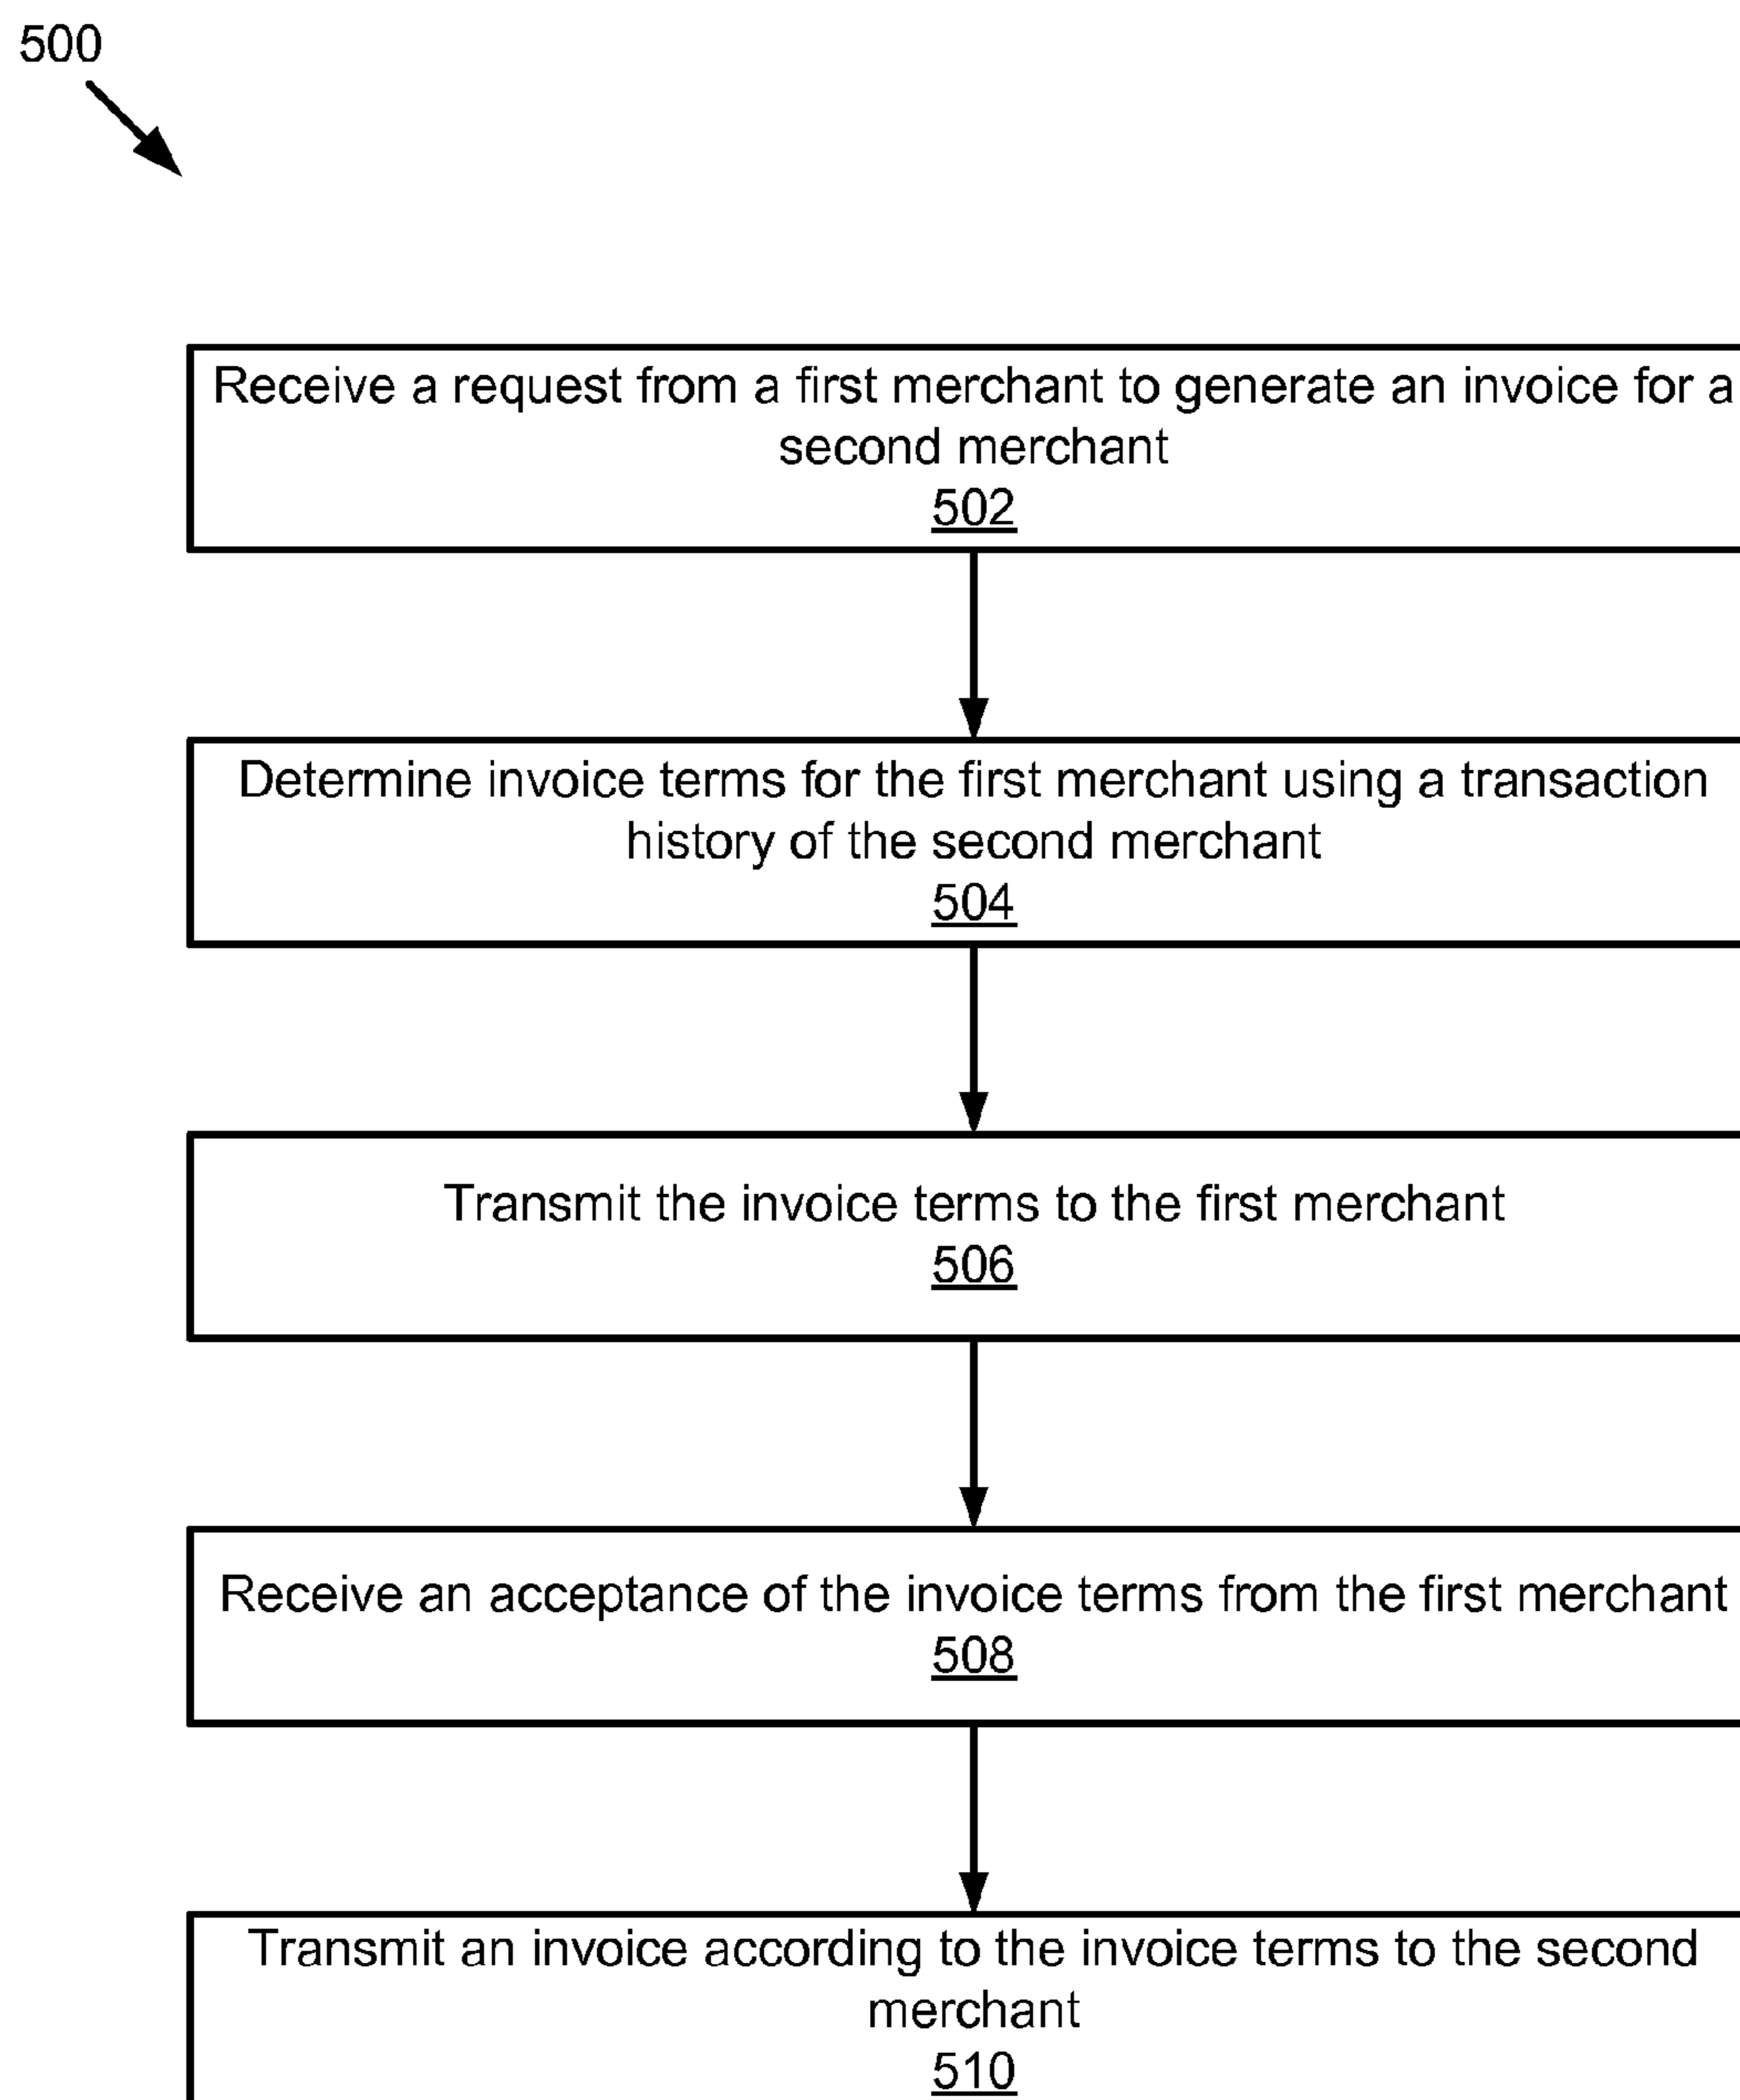 500
Receive a request from a first merchant to generate an invoice for a
second merchant
502
Determine invoice terms for the first merchant using a transaction
history of the second merchant
504
Transmit the invoice terms to the first merchant
506
Receive an acceptance of the invoice terms from the first merchant
508
Transmit an invoice according to the invoice terms to the second
merchant
510